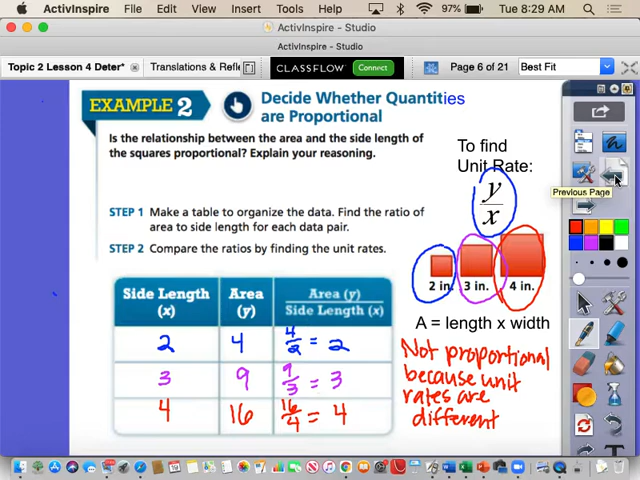 ActivInspire File Edit View Insert Tools Help 97% Tue 8:29 AM
ActivInspire - Studio
ActivInspire - Studio
Topic 2 Lesson 4 Deter* Translations & Refle CLASSFLOW Connect Page 6 of 21 Best Fit
EXAMPLE 2 Decide Whether Quantities
are Proportional
Is the relationship between the area and the side length of
the squares proportional? Explain your reasoning.
STEP 1 Make a table to organize the data. Find the ratio of
area to side length for each data pair.
STEP 2 Compare the ratios by finding the unit rates.
Side Length (x) Area (y) Area (y) / Side Length (x)
2 4 4/2 = 2
3 9 9/3 = 3
4 16 16/4 = 4
To find
Unit Rate:
y
x
2 in. 3 in. 4 in.
A = length x width
Not proportional
because unit
rates are
different
Previous Page